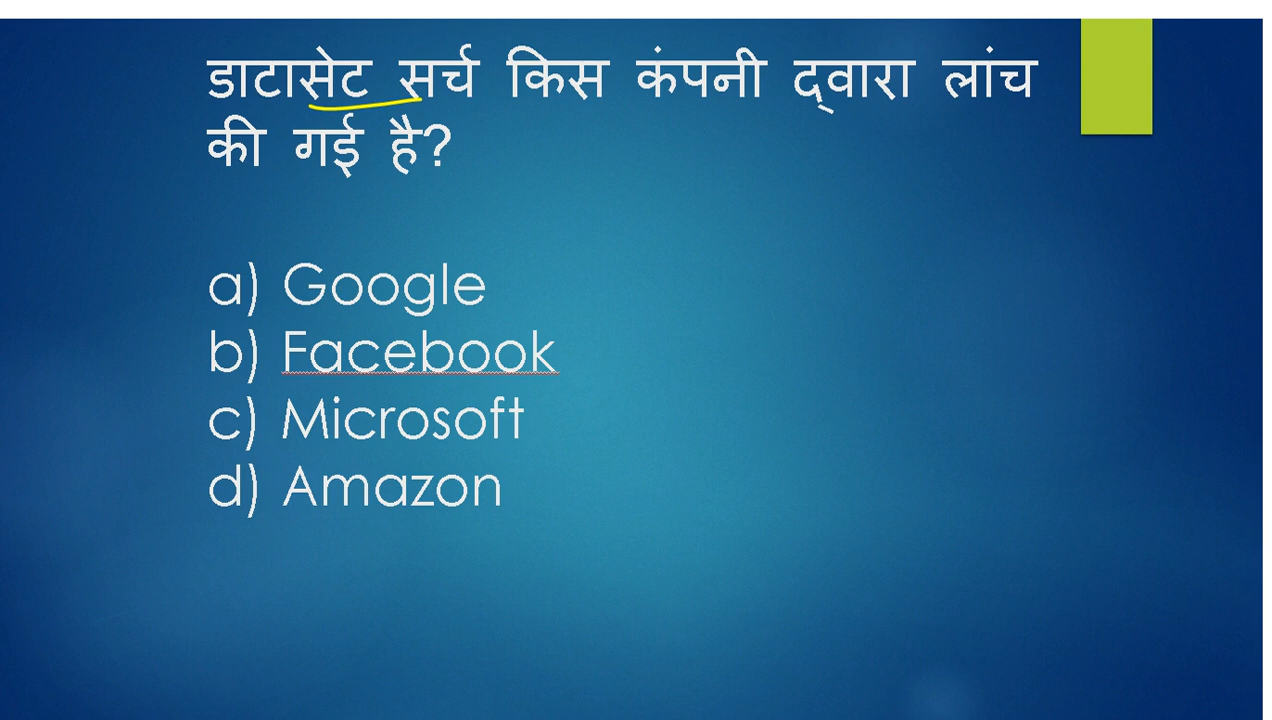 डाटासेट सर्च किस कंपनी द्वारा लांच
की गई है?
a) Google
b) Facebook
c) Microsoft
d) Amazon